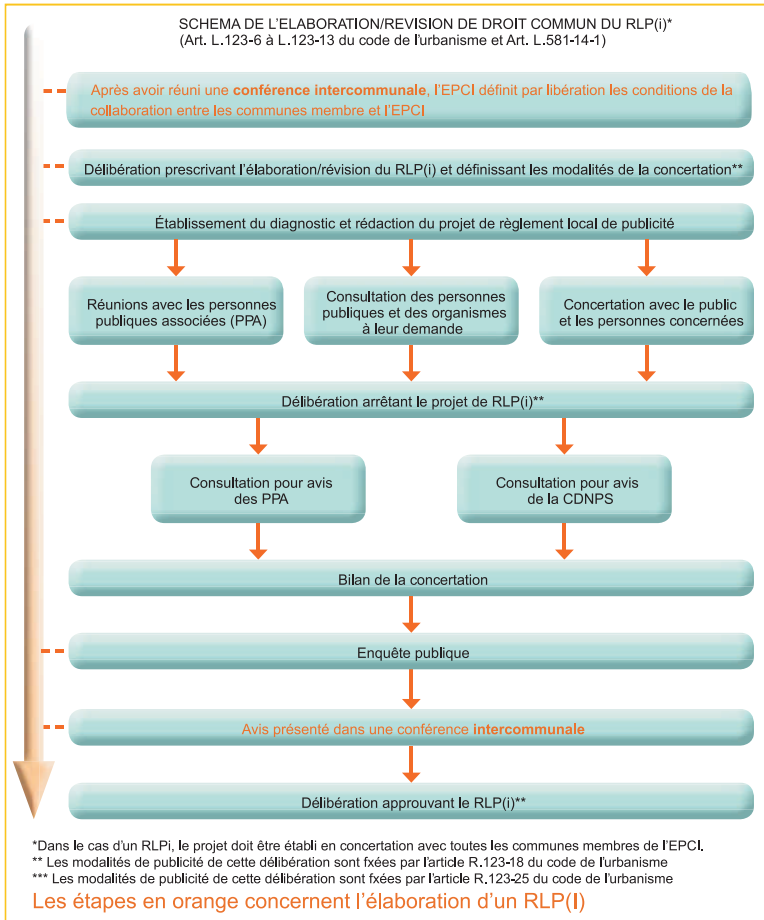 SCHEMA DE L'ELABORATION/REVISION DE DROIT COMMUN DU RLP(i)*
(Art. L.123-6 à L.123-13 du code de l'urbanisme et Art. L.581-14-1)
Après avoir réuni une conférence intercommunale, l'EPCI définit par libération les conditions de la
collaboration entre les communes membre et l'EPCI
Délibération prescrivant l'élaboration/révision du RLP(i) et définissant les modalités de la concertation**
Établissement du diagnostic et rédaction du projet de règlement local de publicité
Réunions avec les personnes
publiques associées (PPA)
Consultation des personnes
publiques et des organismes
à leur demande
Concertation avec le public
et les personnes concernées
Délibération arrêtant le projet de RLP(i)**
Consultation pour avis
des PPA
Consultation pour avis
de la CDNPS
Bilan de la concertation
Enquête publique
Avis présenté dans une conférence intercommunale
Délibération approuvant le RLP(i)**
*Dans le cas d'un RLPi, le projet doit être établi en concertation avec toutes les communes membres de l'EPCI.
** Les modalités de publicité de cette délibération sont fxées par l'article R.123-18 du code de l'urbanisme
*** Les modalités de publicité de cette délibération sont fxées par l'article R.123-25 du code de l'urbanisme
Les étapes en orange concernent l'élaboration d'un RLP(I)